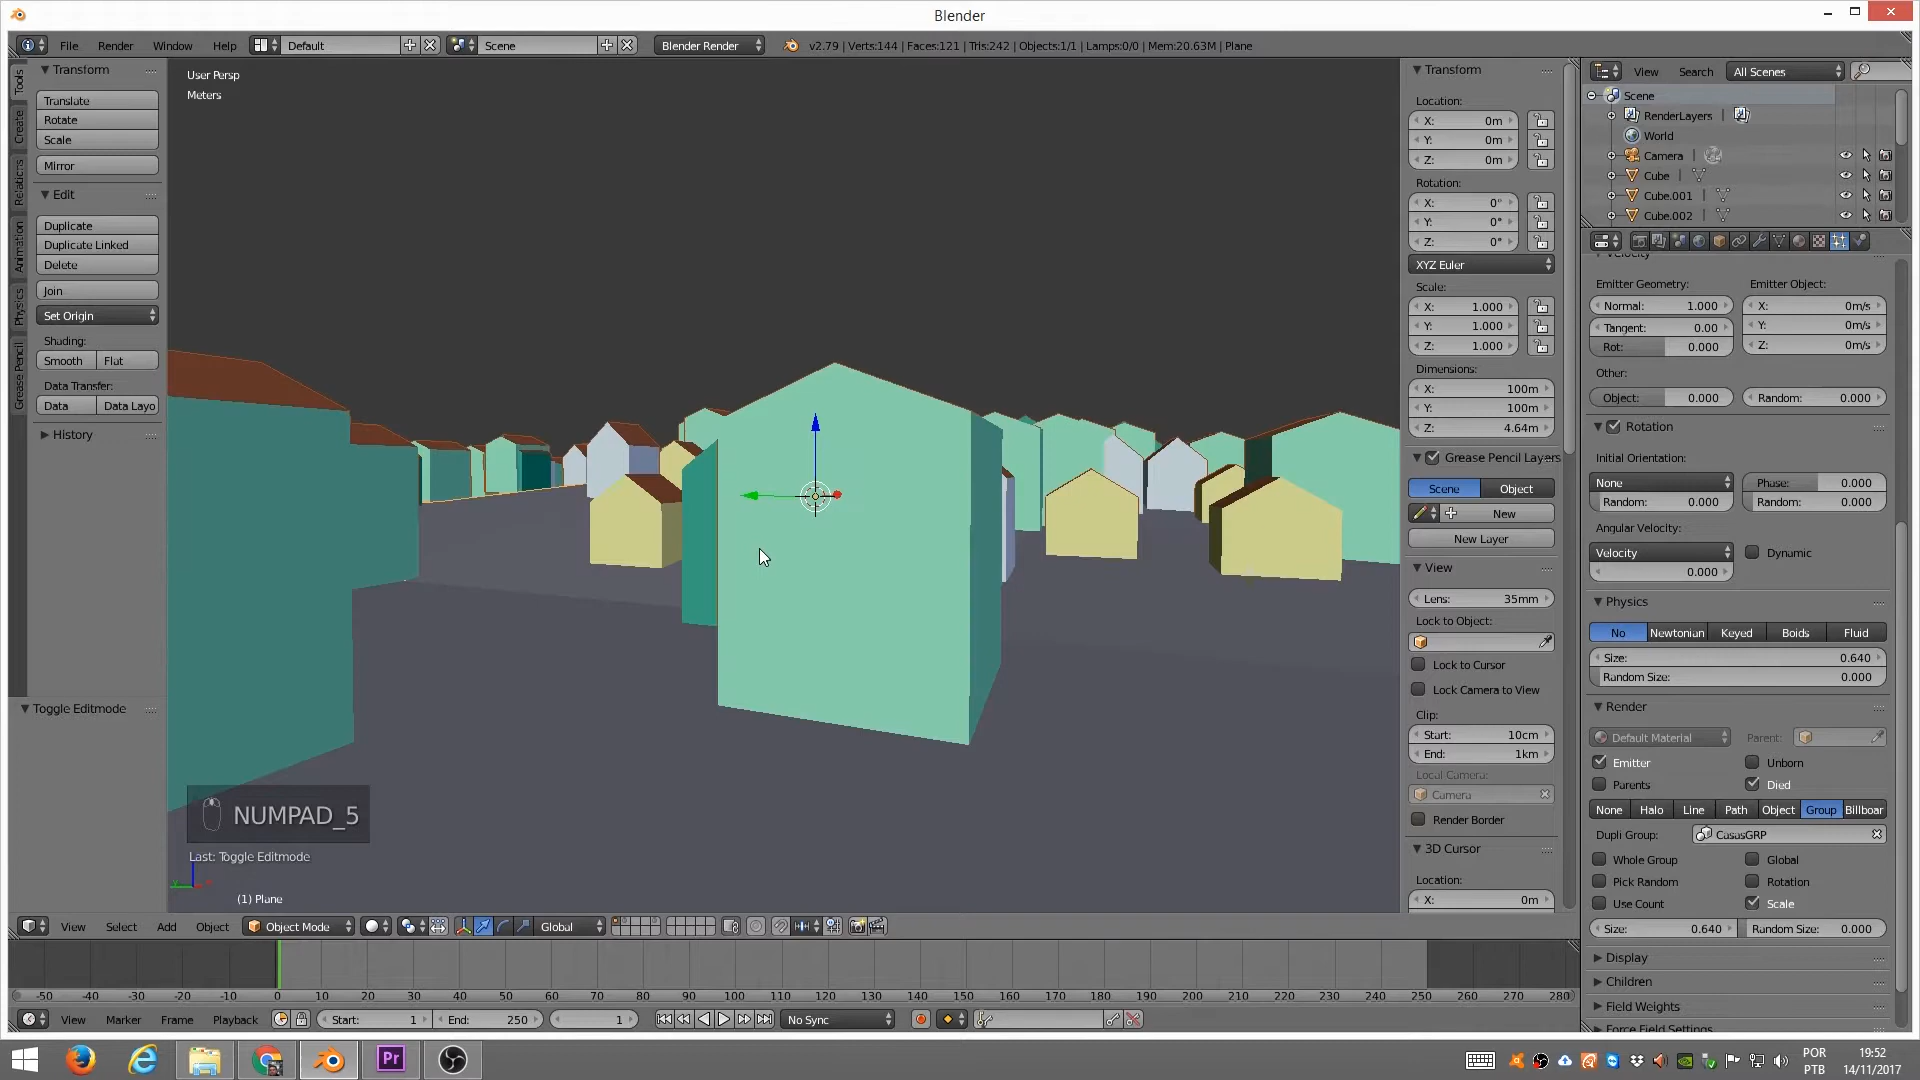 Blender
File Render Window Help Default Scene Blender Render v2.79 | Verts:144 | Faces:121 | Tris:242 | Objects:1/1 | Lamps:0/0 | Mem:20.63M | Plane
Tools
Create
Relations
Animation
Physics
Grease Pencil
Transform
Translate
Rotate
Scale
Mirror
Edit
Duplicate
Duplicate Linked
Delete
Join
Set Origin
Shading:
Smooth Flat
Data Transfer:
Data Data Layo
History
Toggle Editmode
User Persp
Meters
NUMPAD_5
Last: Toggle Editmode
(1) Plane
Transform
Location:
X: 0m
Y: 0m
Z: 0m
Rotation:
X: 0°
Y: 0°
Z: 0°
XYZ Euler
Scale:
X: 1.000
Y: 1.000
Z: 1.000
Dimensions:
X: 100m
Y: 100m
Z: 4.64m
Grease Pencil Layers
Scene Object
New
New Layer
View
Lens: 35mm
Lock to Object:
Lock to Cursor
Lock Camera to View
Clip:
Start: 10cm
End: 1km
Local Camera:
Camera
Render Border
3D Cursor
Location:
X: 0m
View Search All Scenes
Scene
RenderLayers |
World
Camera |
Cube |
Cube.001 |
Cube.002 |
Velocity
Emitter Geometry: Emitter Object:
Normal: 1.000 X: 0m/s
Tangent: 0.00 Y: 0m/s
Rot: 0.000 Z: 0m/s
Other:
Object: 0.000 Random: 0.000
Rotation
Initial Orientation:
None Phase: 0.000
Random: 0.000 Random: 0.000
Angular Velocity:
Velocity Dynamic
0.000
Physics
No Newtonian Keyed Boids Fluid
Size: 0.640
Random Size: 0.000
Render
Default Material Parent:
Emitter Unborn
Parents Died
None Halo Line Path Object Group Billboar
Dupli Group: CasasGRP
Whole Group Global
Pick Random Rotation
Use Count Scale
Size: 0.640 Random Size: 0.000
Display
Children
Field Weights
Force Field Settings
View Select Add Object Object Mode Global
-50 -40 -30 -20 -10 0 10 20 30 40 50 60 70 80 90 100 110 120 130 140 150 160 170 180 190 200 210 220 230 240 250 260 270 280
View Marker Frame Playback Start: 1 End: 250 1 No Sync
Pr
POR
PTB
19:52
14/11/2017